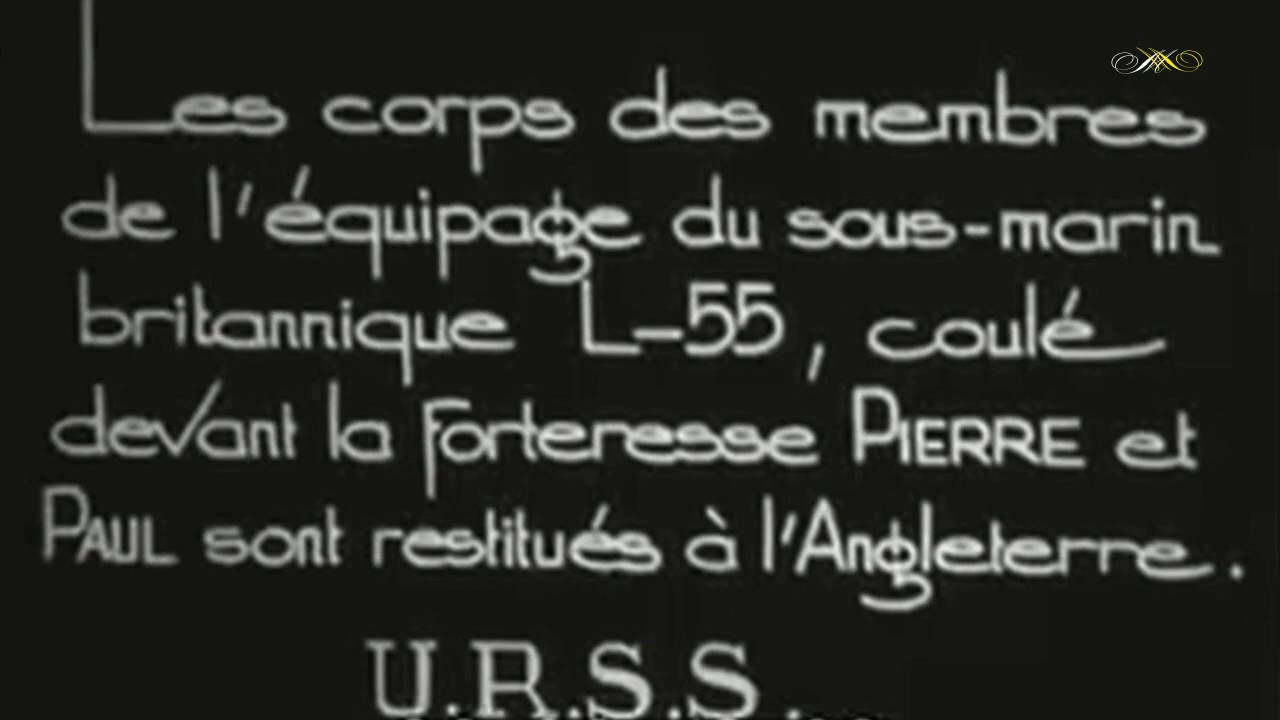 Les corps des membres
de l'équipage du sous-marin
britannique L-55, coulé
devant la forteresse PIERRE et
PAUL sont restitués à l'Angleterre.
U.R.S.S.